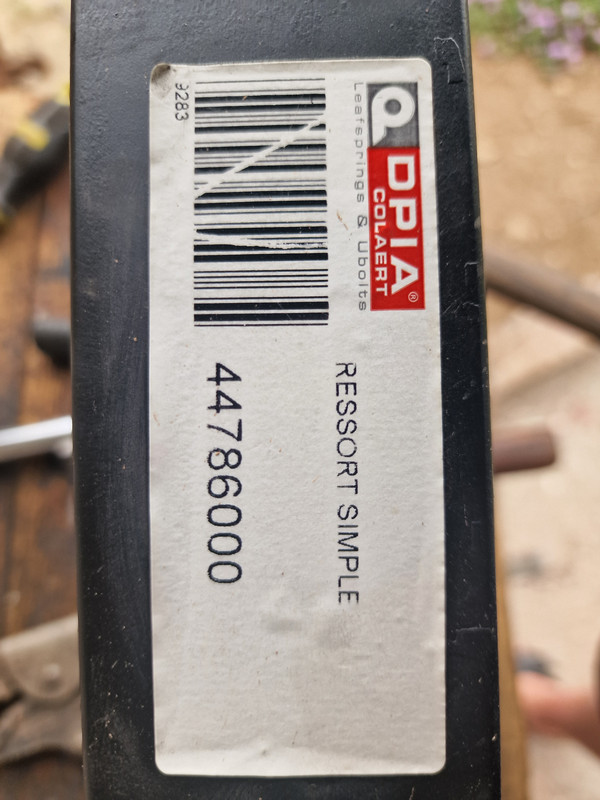 DPIA®
COLAERT
Leafsprings & Ubolts
RESSORT SIMPLE
44786000
9283